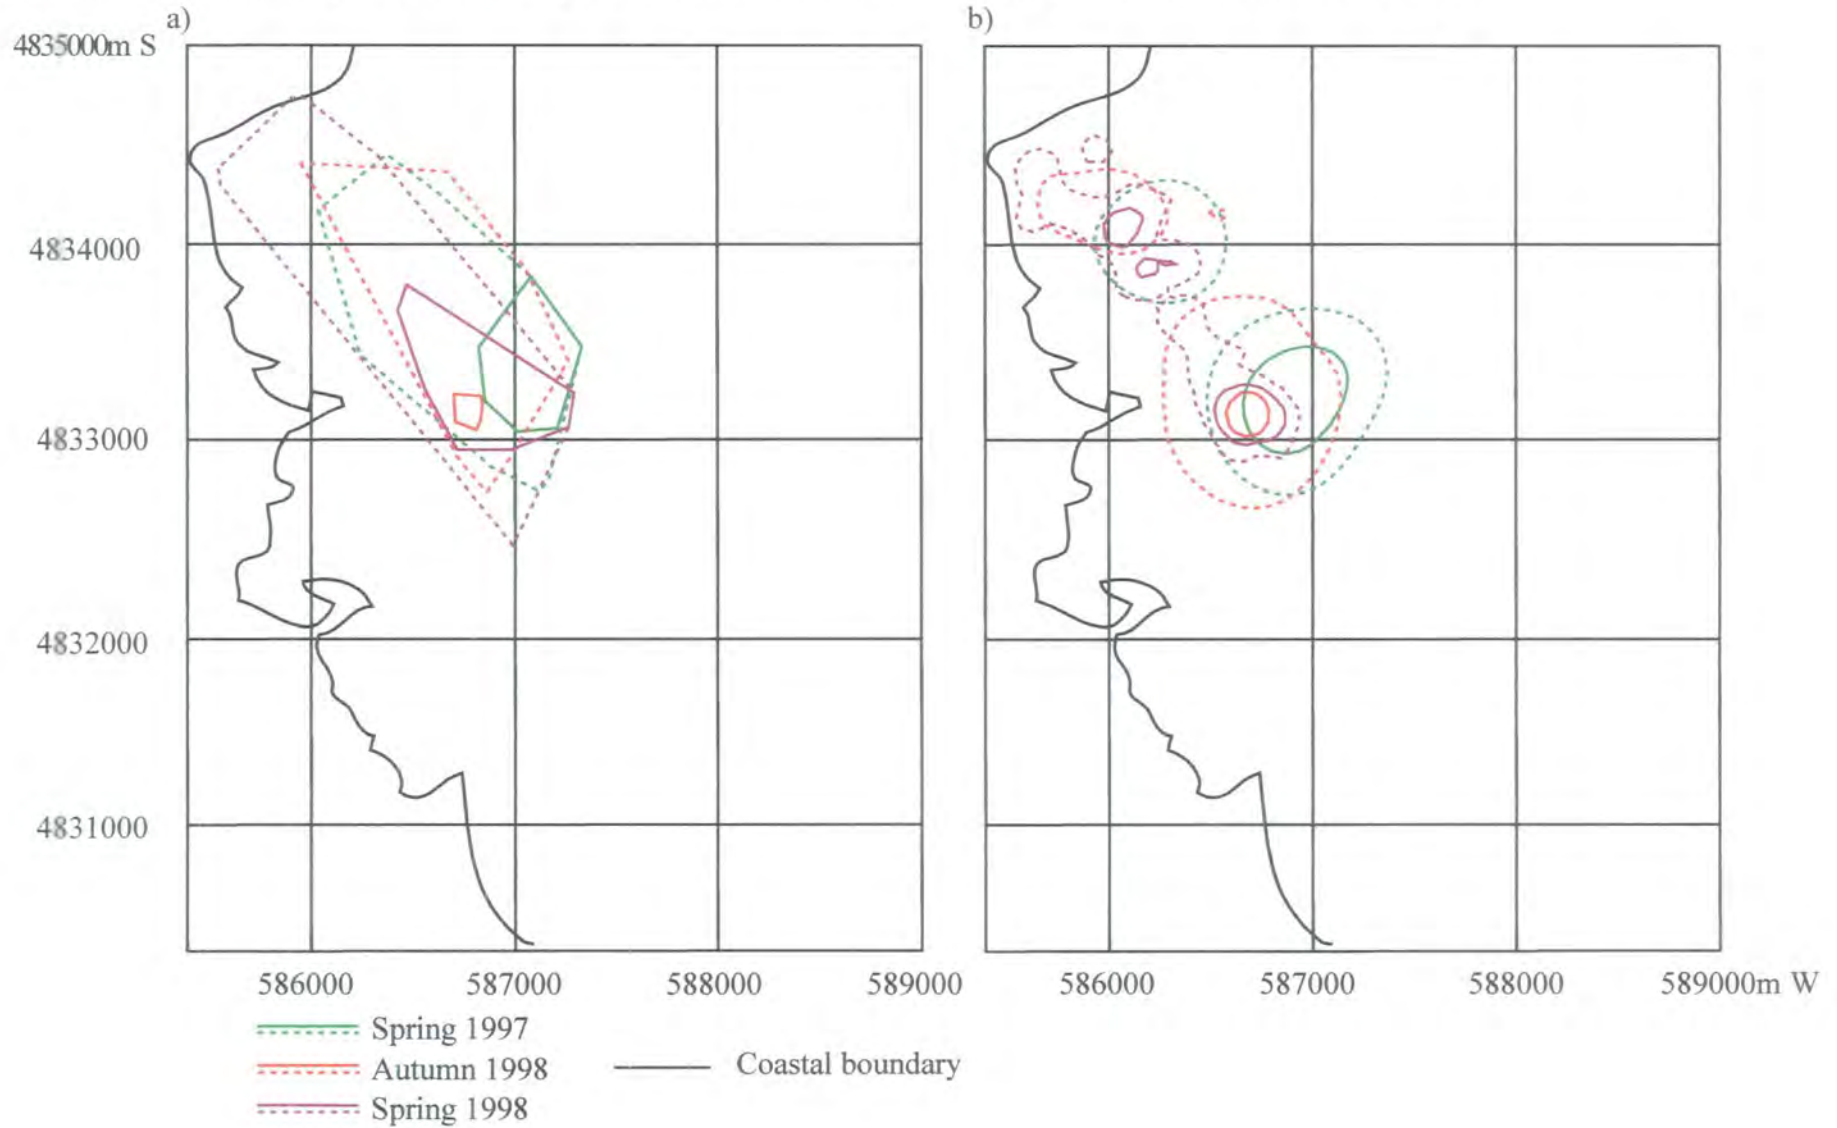 a) b)
4835000m S
4834000
4833000
4832000
4831000
586000 587000 588000 589000 586000 587000 588000 589000m W
Spring 1997
Autumn 1998 Coastal boundary
Spring 1998